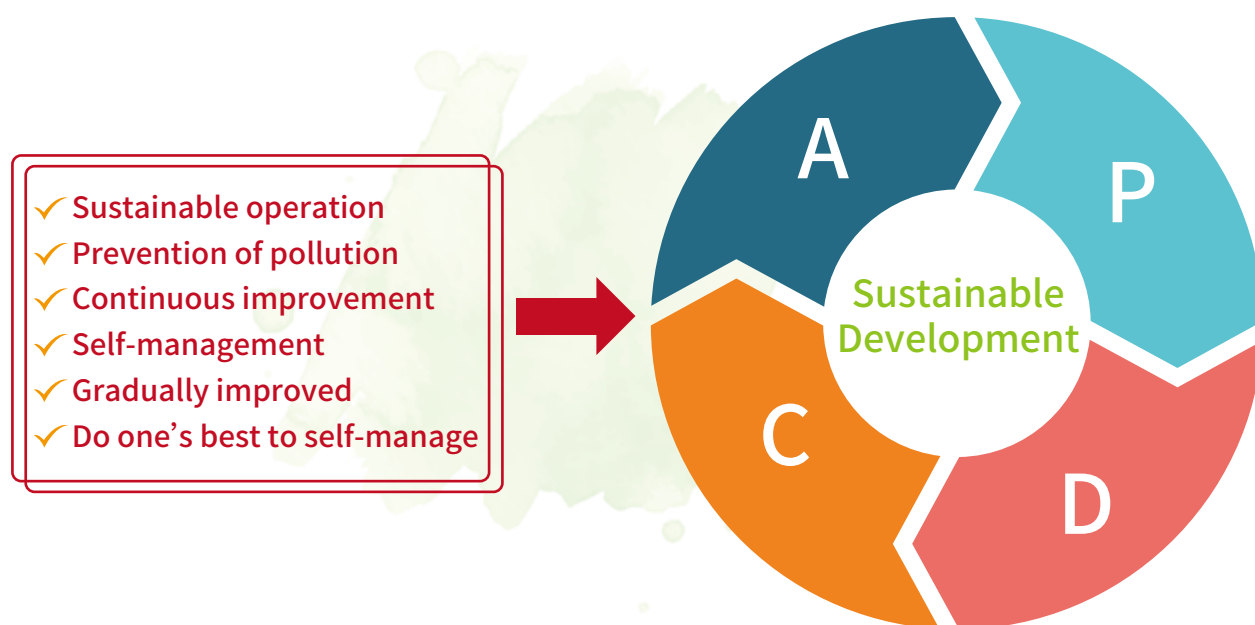 Sustainable operation
Prevention of pollution
Continuous improvement
Self-management
Gradually improved
Do one’s best to self-manage
A
P
Sustainable
Development
C
D